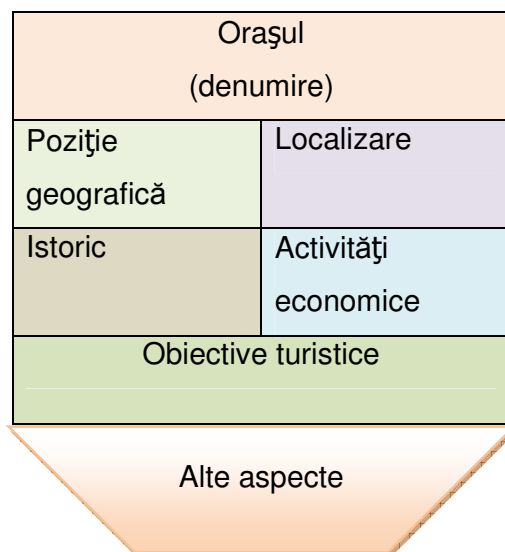 Oraşul
(denumire)
Poziţie
geografică
Localizare
Istoric
Activităţi
economice
Obiective turistice
Alte aspecte